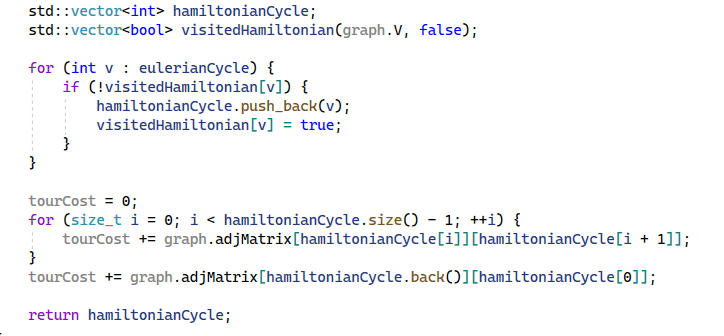 std::vector<int> hamiltonianCycle;
std::vector<bool> visitedHamiltonian(graph.V, false);
for (int v : eulerianCycle) {
if (!visitedHamiltonian[v]) {
hamiltonianCycle.push_back(v);
visitedHamiltonian[v] = true;
}
}
tourCost = 0;
for (size_t i = 0; i < hamiltonianCycle.size() - 1; ++i) {
tourCost += graph.adjMatrix[hamiltonianCycle[i]][hamiltonianCycle[i + 1]];
}
tourCost += graph.adjMatrix[hamiltonianCycle.back()][hamiltonianCycle[0]];
return hamiltonianCycle;